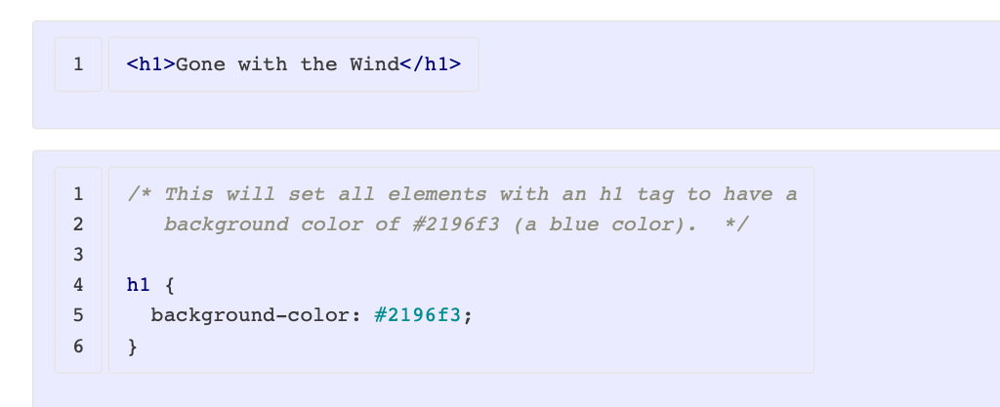 1 <h1>Gone with the Wind</h1>
1 /* This will set all elements with an h1 tag to have a
2    background color of #2196f3 (a blue color).  */
3
4 h1 {
5   background-color: #2196f3;
6 }